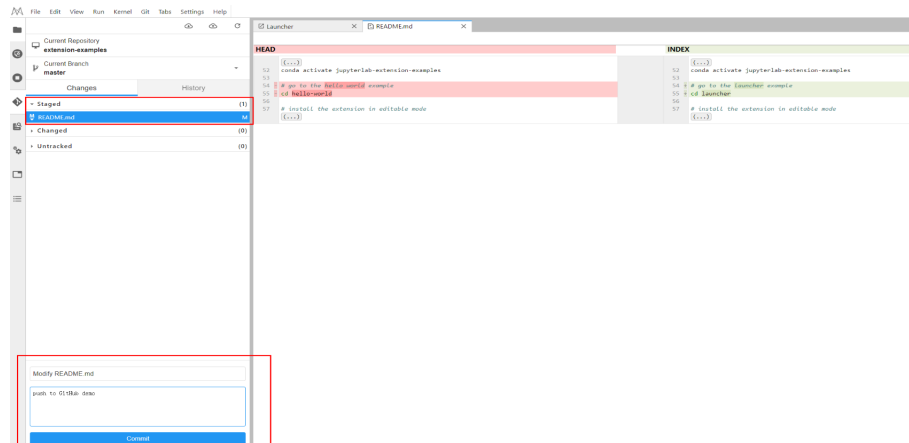 File Edit View Run Kernel Git Tabs Settings Help
Current Repository
extension-examples
Current Branch
master
Changes History
Staged (1)
README.md M
Changed (0)
Untracked (0)
Modify README.md
push to GitHub demo
Commit
Launcher README.md
HEAD
(...)
52 conda activate jupyterlab-extension-examples
53
54 - # go to the hello-world example
55 - cd hello-world
56
57 # install the extension in editable mode
(...)
INDEX
(...)
52 conda activate jupyterlab-extension-examples
53
54 + # go to the launcher example
55 + cd launcher
56
57 # install the extension in editable mode
(...)